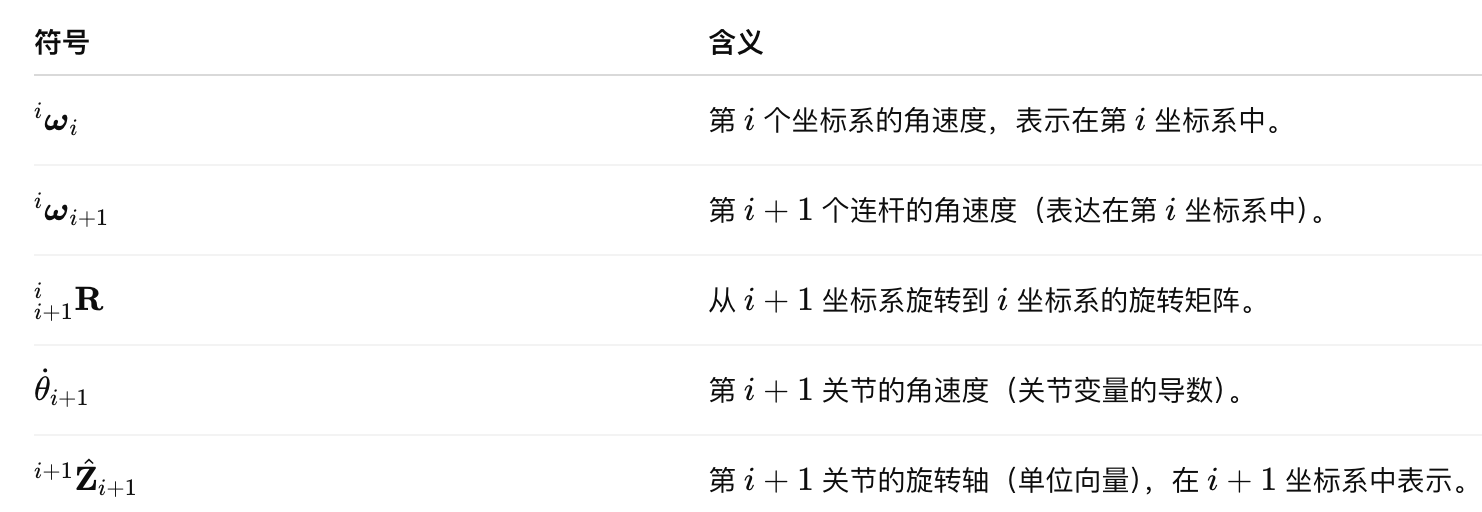 符号 含义
$^{i}\boldsymbol{\omega}_{i}$ 第 $i$ 个坐标系的角速度，表示在第 $i$ 坐标系中。
$^{i}\boldsymbol{\omega}_{i+1}$ 第 $i+1$ 个连杆的角速度（表达在第 $i$ 坐标系中）。
$^{i}_{i+1}\mathbf{R}$ 从 $i+1$ 坐标系旋转到 $i$ 坐标系的旋转矩阵。
$\dot{\theta}_{i+1}$ 第 $i+1$ 关节的角速度（关节变量的导数）。
$^{i+1}\hat{\mathbf{Z}}_{i+1}$ 第 $i+1$ 关节的旋转轴（单位向量），在 $i+1$ 坐标系中表示。